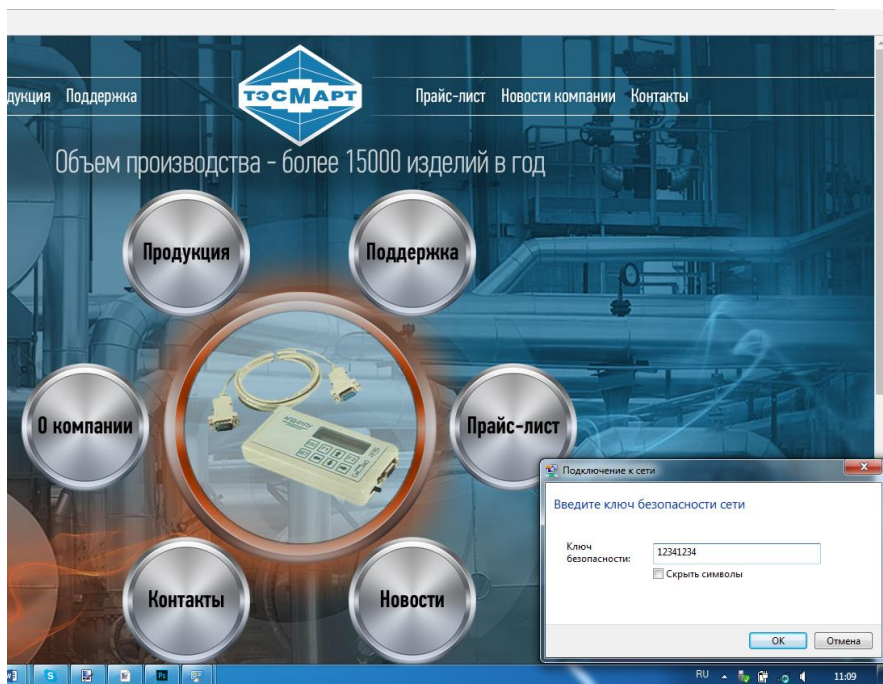 дукция Поддержка
ТЭСМАРТ
Прайс-лист Новости компании Контакты
Объем производства - более 15000 изделий в год
Продукция
Поддержка
О компании
Прайс-лист
Контакты
Новости
Подключение к сети
Введите ключ безопасности сети
Ключ
безопасности:
12341234
Скрыть символы
ОК Отмена
RU
11:09